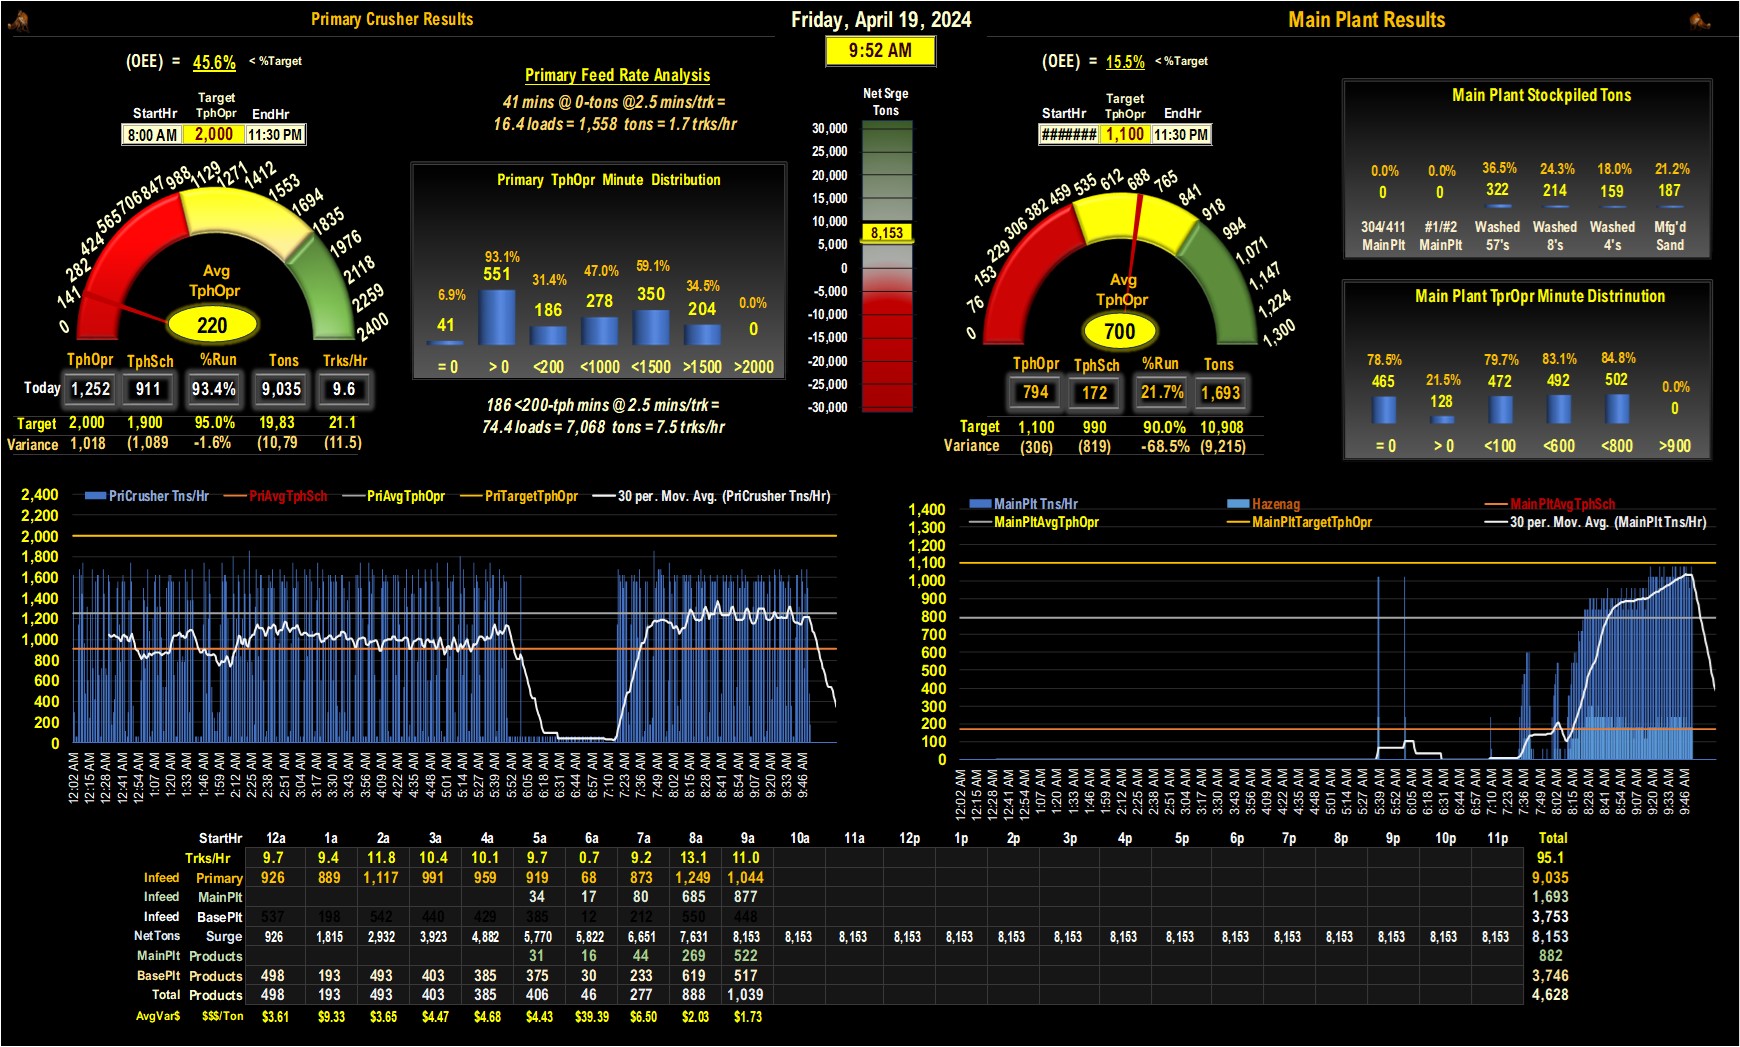 Primary Crusher Results
Friday, April 19, 2024
Main Plant Results
9:52 AM
(OEE) = 45.6% < %Target
StartHr Target TphOpr EndHr
8:00 AM 2,000 11:30 PM
0 141 282 424 565 706 847 988 1129 1271 1412 1553 1694 1835 1976 2118 2259 2400
Avg
TphOpr
220
TphOpr TphSch %Run Tons Trks/Hr
Today 1,252 911 93.4% 9,035 9.6
Target 2,000 1,900 95.0% 19,83 21.1
Variance 1,018 (1,089 -1.6% (10,79 (11.5)
Primary Feed Rate Analysis
41 mins @ 0-tons @2.5 mins/trk =
16.4 loads = 1,558 tons = 1.7 trks/hr
Primary TphOpr Minute Distribution
6.9% 93.1% 31.4% 47.0% 59.1% 34.5% 0.0%
41 551 186 278 350 204 0
= 0 > 0 <200 <1000 <1500 >1500 >2000
186 <200-tph mins @ 2.5 mins/trk =
74.4 loads = 7,068 tons = 7.5 trks/hr
Net Srge
Tons
30,000
25,000
20,000
15,000
10,000
8,153
5,000
0
-5,000
-10,000
-15,000
-20,000
-25,000
-30,000
(OEE) = 15.5% < %Target
StartHr Target TphOpr EndHr
####### 1,100 11:30 PM
0 76 153 229 306 382 459 535 612 688 765 841 918 994 1,071 1,147 1,224 1,300
Avg
TphOpr
700
TphOpr TphSch %Run Tons
794 172 21.7% 1,693
Target 1,100 990 90.0% 10,908
Variance (306) (819) -68.5% (9,215)
Main Plant Stockpiled Tons
0.0% 0.0% 36.5% 24.3% 18.0% 21.2%
0 0 322 214 159 187
304/411 #1/#2 Washed Washed Washed Mfg'd
MainPlt MainPlt 57's 8's 4's Sand
Main Plant TprOpr Minute Distrinution
78.5% 21.5% 79.7% 83.1% 84.8% 0.0%
465 128 472 492 502 0
= 0 > 0 <100 <600 <800 >900
PriCrusher Tns/Hr PriAvgTphSch PriAvgTphOpr PriTargetTphOpr 30 per. Mov. Avg. (PriCrusher Tns/Hr)
2,400
2,200
2,000
1,800
1,600
1,400
1,200
1,000
800
600
400
200
0
12:02 AM 12:15 AM 12:28 AM 12:41 AM 12:54 AM 1:07 AM 1:20 AM 1:33 AM 1:46 AM 1:59 AM 2:12 AM 2:25 AM 2:38 AM 2:51 AM 3:04 AM 3:17 AM 3:30 AM 3:43 AM 3:56 AM 4:09 AM 4:22 AM 4:35 AM 4:48 AM 5:01 AM 5:14 AM 5:27 AM 5:39 AM 5:52 AM 6:05 AM 6:18 AM 6:31 AM 6:44 AM 6:57 AM 7:10 AM 7:23 AM 7:36 AM 7:49 AM 8:02 AM 8:15 AM 8:28 AM 8:41 AM 8:54 AM 9:07 AM 9:20 AM 9:33 AM 9:46 AM
MainPlt Tns/Hr Hazenag MainPltAvgTphSch
MainPltAvgTphOpr MainPltTargetTphOpr 30 per. Mov. Avg. (MainPlt Tns/Hr)
1,400
1,300
1,200
1,100
1,000
900
800
700
600
500
400
300
200
100
0
12:02 AM 12:15 AM 12:28 AM 12:41 AM 12:54 AM 1:07 AM 1:20 AM 1:33 AM 1:46 AM 1:59 AM 2:12 AM 2:25 AM 2:38 AM 2:51 AM 3:04 AM 3:17 AM 3:30 AM 3:43 AM 3:56 AM 4:09 AM 4:22 AM 4:35 AM 4:48 AM 5:01 AM 5:14 AM 5:27 AM 5:39 AM 5:52 AM 6:05 AM 6:18 AM 6:31 AM 6:44 AM 6:57 AM 7:10 AM 7:23 AM 7:36 AM 7:49 AM 8:02 AM 8:15 AM 8:28 AM 8:41 AM 8:54 AM 9:07 AM 9:20 AM 9:33 AM 9:46 AM
StartHr 12a 1a 2a 3a 4a 5a 6a 7a 8a 9a 10a 11a 12p 1p 2p 3p 4p 5p 6p 7p 8p 9p 10p 11p Total
Trks/Hr 9.7 9.4 11.8 10.4 10.1 9.7 0.7 9.2 13.1 11.0 95.1
Infeed Primary 926 889 1,117 991 959 919 68 873 1,249 1,044 9,035
Infeed MainPlt 34 17 80 685 877 1,693
Infeed BasePlt 537 198 542 440 429 385 12 212 550 448 3,753
NetTons Surge 926 1,815 2,932 3,923 4,882 5,770 5,822 6,651 7,631 8,153 8,153 8,153 8,153 8,153 8,153 8,153 8,153 8,153 8,153 8,153 8,153 8,153 8,153 8,153 8,153
MainPlt Products 31 16 44 269 522 882
BasePlt Products 498 193 493 403 385 375 30 233 619 517 3,746
Total Products 498 193 493 403 385 406 46 277 888 1,039 4,628
AvgVar$ $$$/Ton $3.61 $9.33 $3.65 $4.47 $4.68 $4.43 $39.39 $6.50 $2.03 $1.73